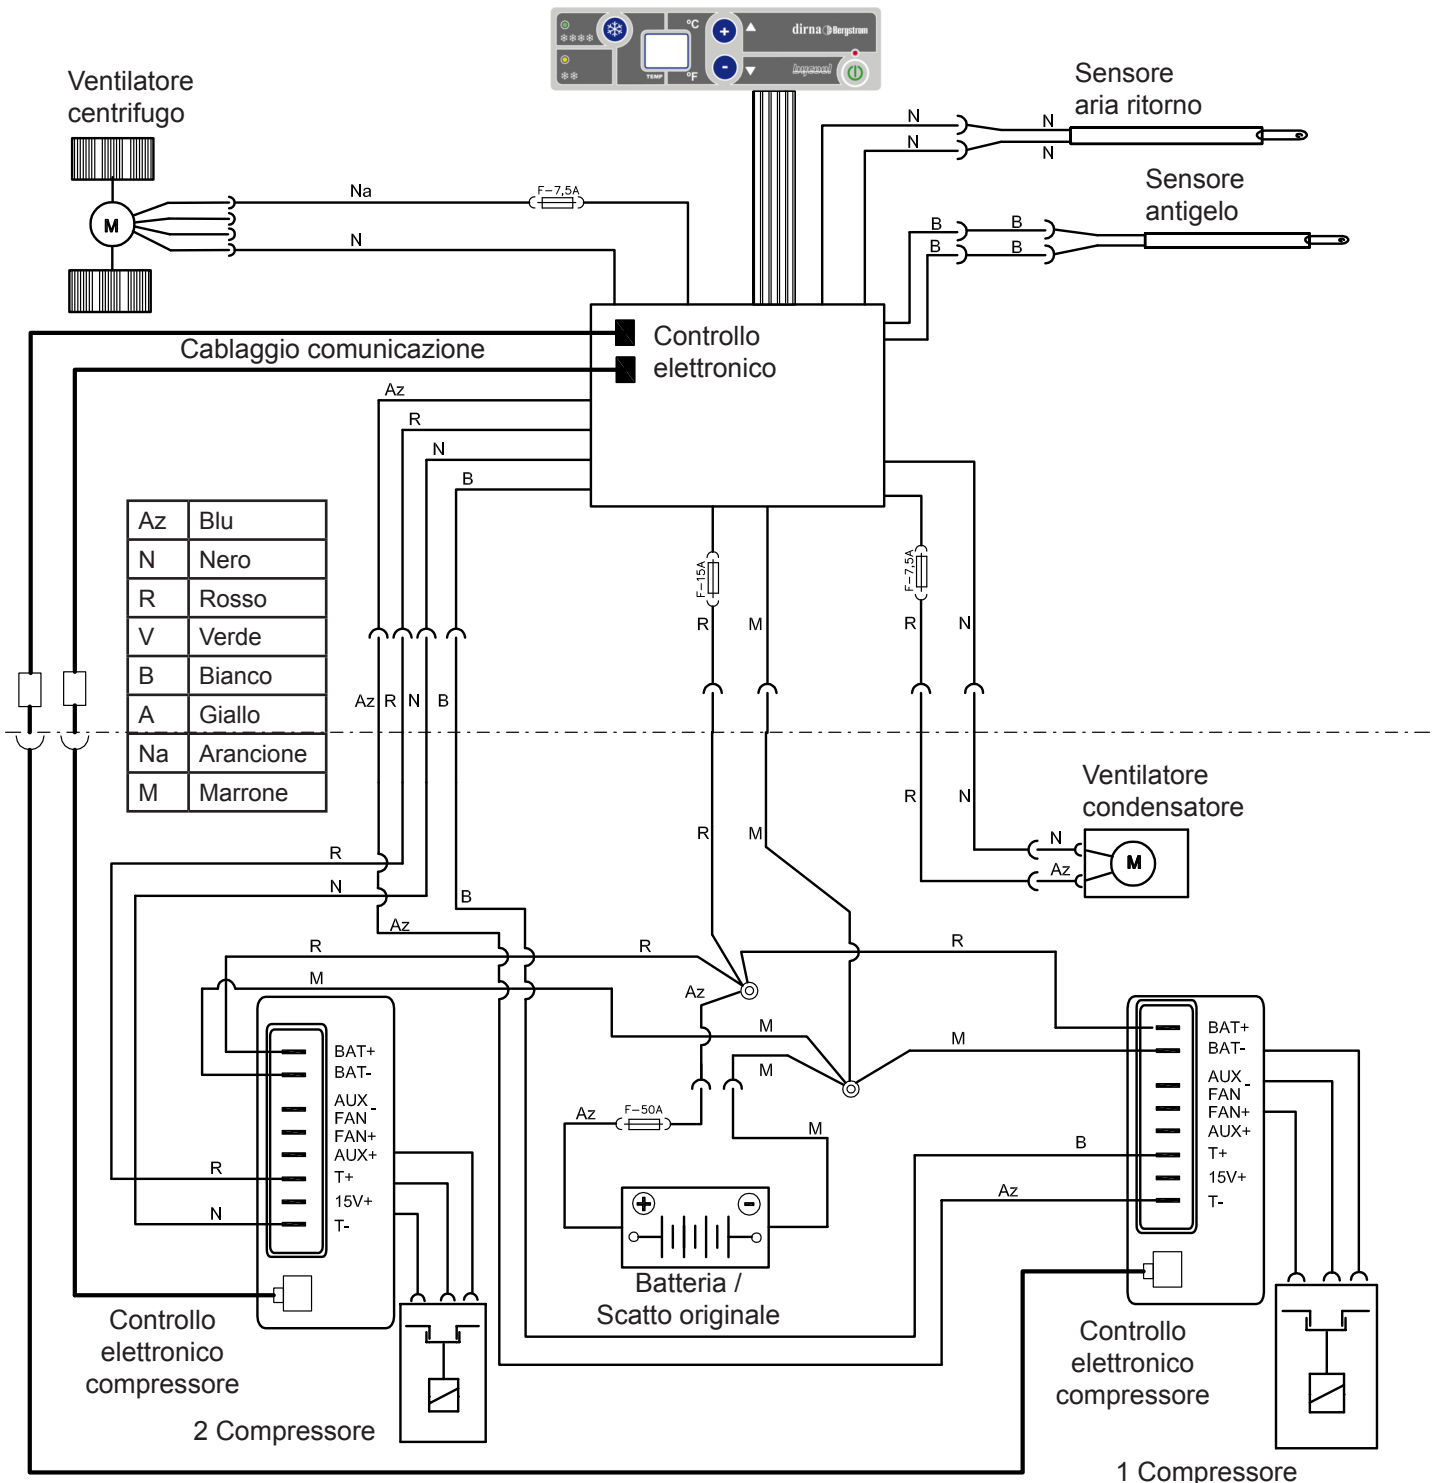 °C
dirna Bergstrom
❄❄❄❄
❄❄
TEMP
°F
bycool
Ventilatore
centrifugo
Sensore
aria ritorno
Sensore
antigelo
N
N
N
N
Na
F-7,5A
N
M
B
B
B
B
Controllo
elettronico
Cablaggio comunicazione
Az
R
N
B
Az Blu
N Nero
R Rosso
V Verde
B Bianco
A Giallo
Na Arancione
M Marrone
F-15A
F-7,5A
R
M
R
N
Az
R
N
B
R
M
R
N
Ventilatore
condensatore
N
Az
M
R
N
B
Az
R
R
R
M
Az
M
M
M
BAT+
BAT-
AUX
FAN -
FAN+
AUX+
T+
15V+
T-
R
N
Az
F-50A
M
B
Az
BAT+
BAT-
AUX -
FAN
FAN+
AUX+
T+
15V+
T-
Batteria /
Scatto originale
Controllo
elettronico
compressore
2 Compressore
Controllo
elettronico
compressore
1 Compressore